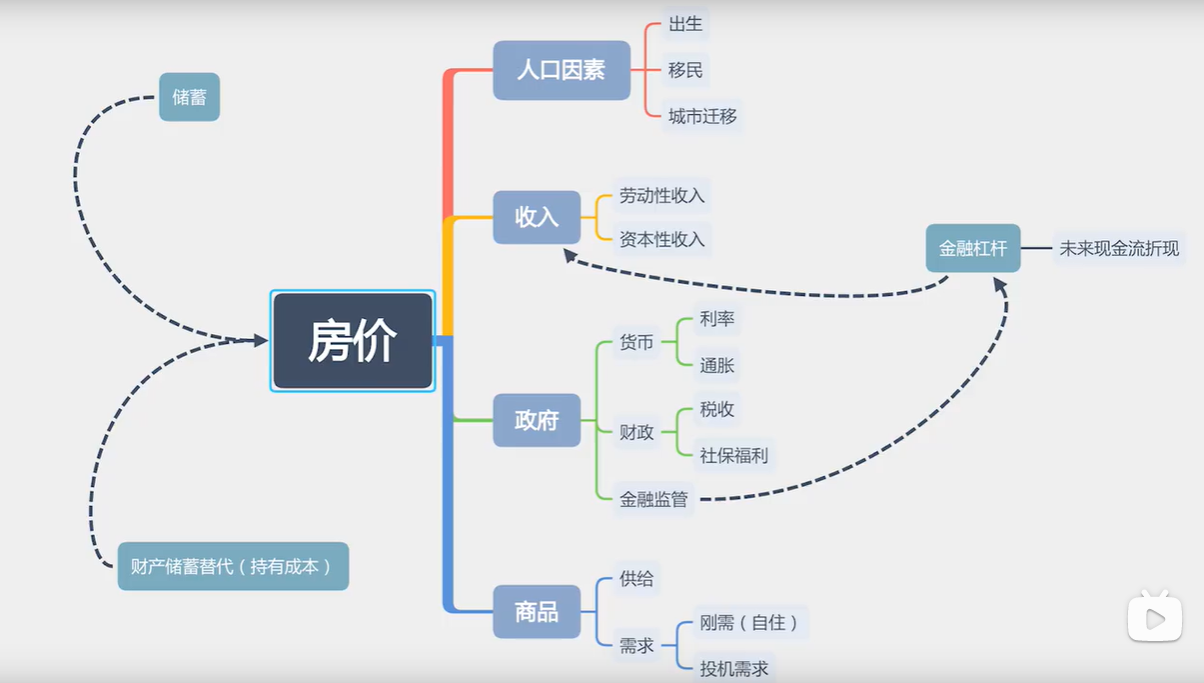 储蓄
房价
财产储蓄替代（持有成本）
人口因素
出生
移民
城市迁移
收入
劳动性收入
资本性收入
金融杠杆
未来现金流折现
政府
货币
利率
通胀
财政
税收
社保福利
金融监管
商品
供给
需求
刚需（自住）
投机需求